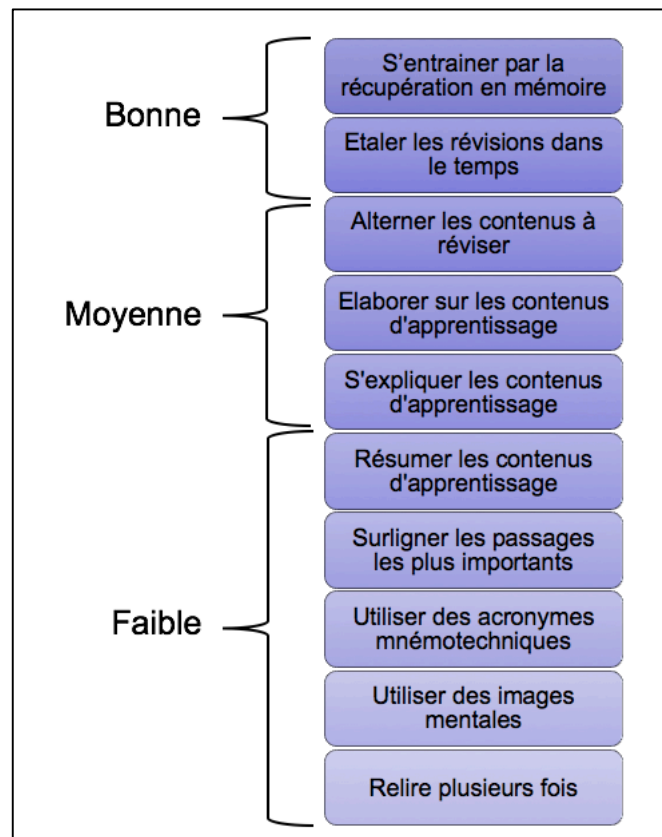 Bonne
S'entrainer par la
récupération en mémoire
Etaler les révisions dans
le temps
Moyenne
Alterner les contenus à
réviser
Elaborer sur les contenus
d'apprentissage
S'expliquer les contenus
d'apprentissage
Faible
Résumer les contenus
d'apprentissage
Surligner les passages
les plus importants
Utiliser des acronymes
mnémotechniques
Utiliser des images
mentales
Relire plusieurs fois